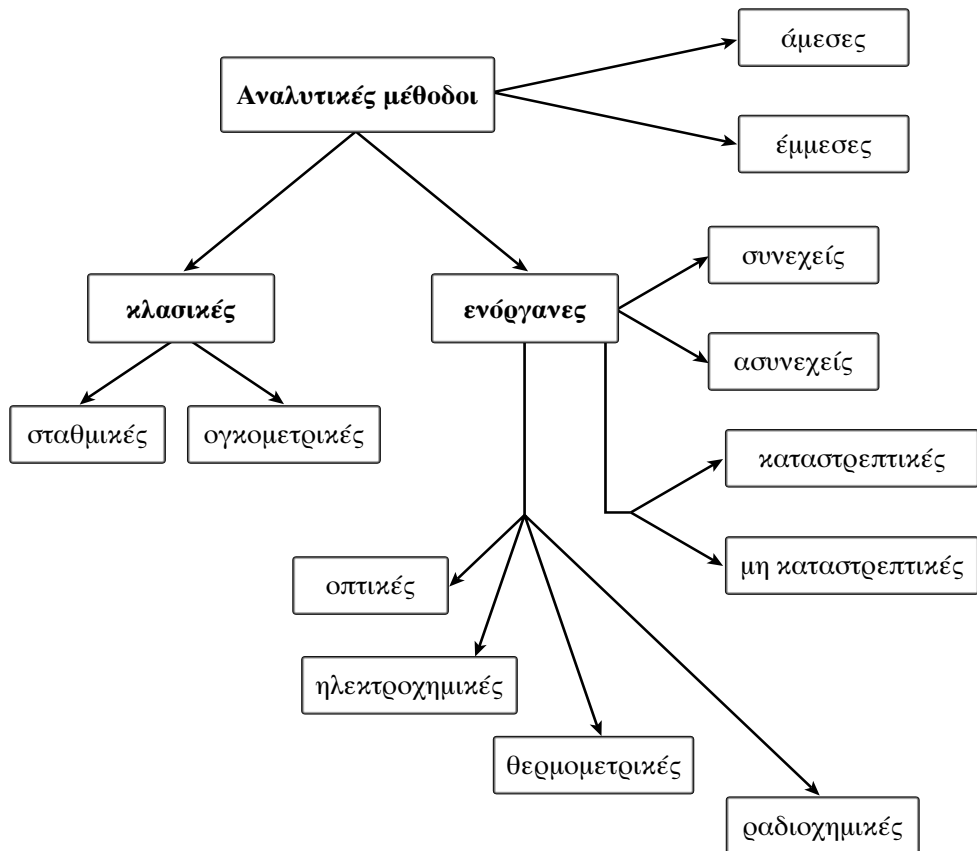 άμεσες
Αναλυτικές μέθοδοι
έμμεσες
συνεχείς
κλασικές
ενόργανες
ασυνεχείς
σταθμικές
ογκομετρικές
καταστρεπτικές
μη καταστρεπτικές
οπτικές
ηλεκτροχημικές
θερμομετρικές
ραδιοχημικές